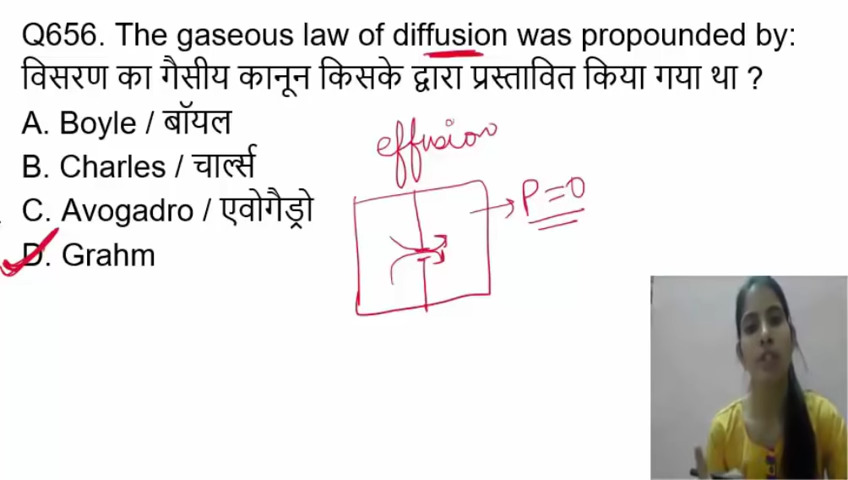 Q656. The gaseous law of diffusion was propounded by:
विसरण का गैसीय कानून किसके द्वारा प्रस्तावित किया गया था ?
A. Boyle / बॉयल
B. Charles / चार्ल्स
C. Avogadro / एवोगैड्रो
D. Grahm
effusion
P=0